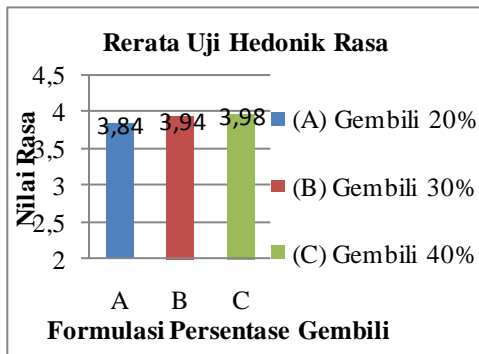 Rerata Uji Hedonik Rasa
Nilai Rasa
4,5
4
3,5
3
2,5
2
3,84
3,94
3,98
A
B
C
Formulasi Persentase Gembili
(A) Gembili 20%
(B) Gembili 30%
(C) Gembili 40%